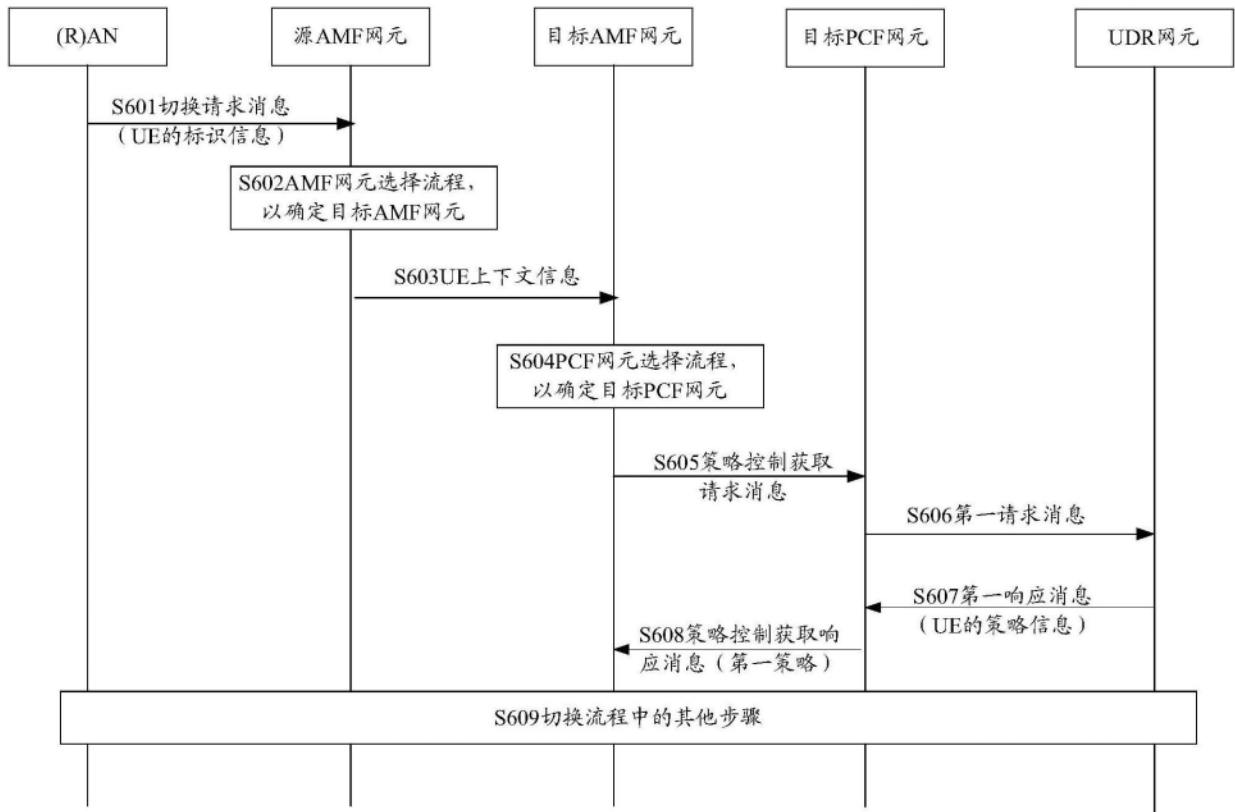 (R)AN
源AMF网元
目标AMF网元
目标PCF网元
UDR网元
S601切换请求消息
（UE的标识信息）
S602AMF网元选择流程，
以确定目标AMF网元
S603UE上下文信息
S604PCF网元选择流程，
以确定目标PCF网元
S605策略控制获取
请求消息
S606第一请求消息
S607第一响应消息
（UE的策略信息）
S608策略控制获取响
应消息（第一策略）
S609切换流程中的其他步骤